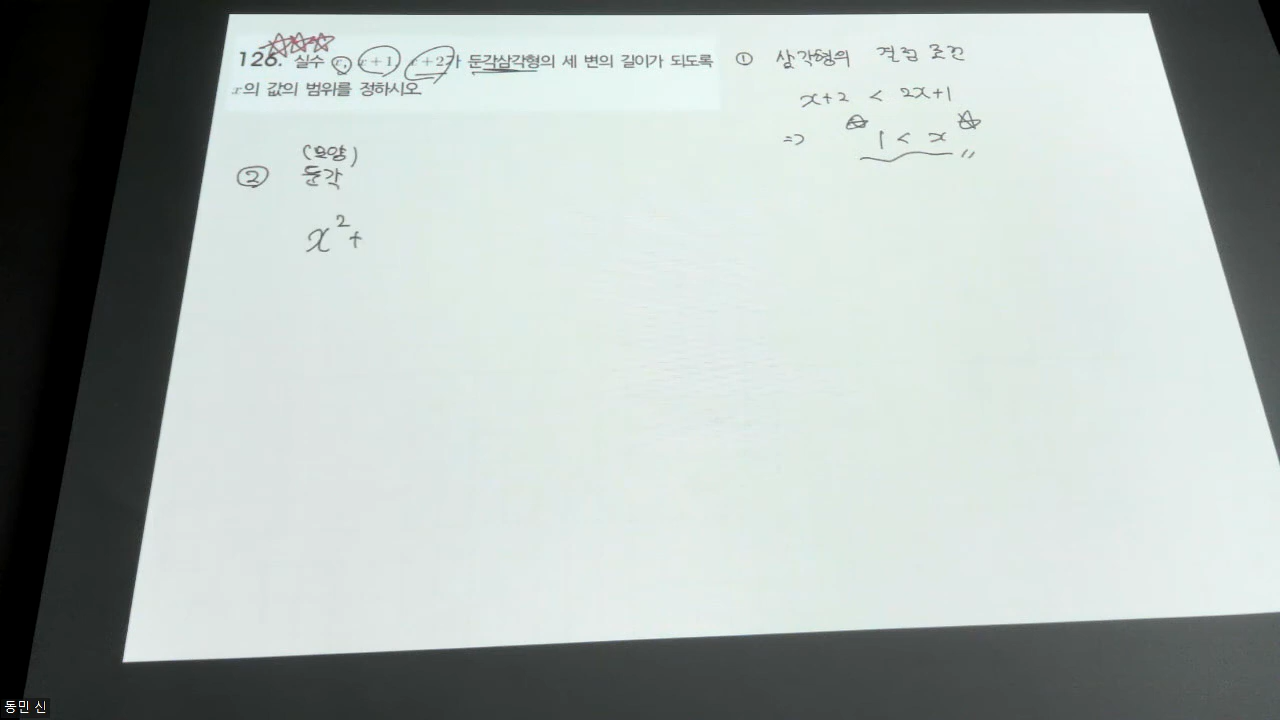 126. 실수 x, x+1, x+2가 둔각삼각형의 세 변의 길이가 되도록
x의 값의 범위를 정하시오.
① 삼각형의 결정 조건
x+2 < 2x+1
⇒ 1 < x
(모양)
② 둔각
x²+
동민 신